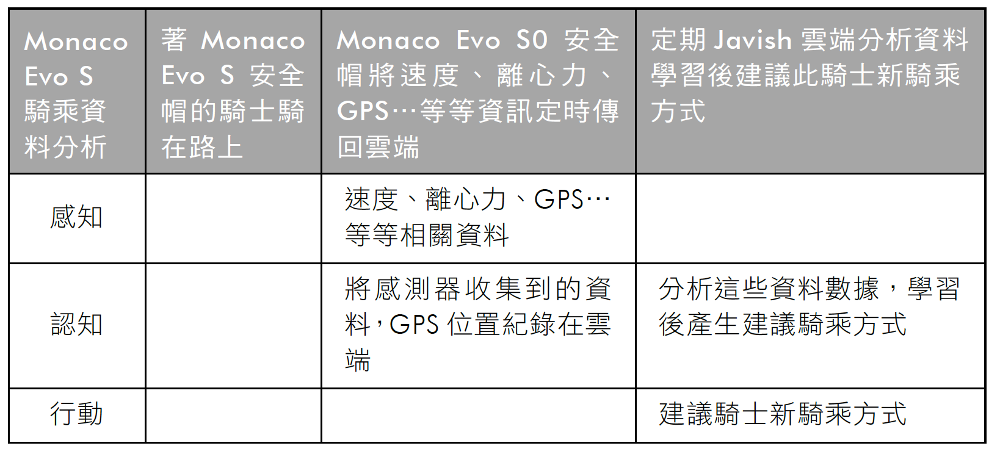 Monaco
Evo S
騎乘資
料分析
著 Monaco
Evo S 安全
帽的騎士騎
在路上
Monaco Evo S0 安全
帽將速度、離心力、
GPS⋯等等資訊定時傳
回雲端
定期 Javish 雲端分析資料
學習後建議此騎士新騎乘
方式
感知
速度、離心力、GPS⋯
等等相關資料
認知
將感測器收集到的資
料，GPS 位置紀錄在雲
端
分析這些資料數據，學習
後產生建議騎乘方式
行動
建議騎士新騎乘方式